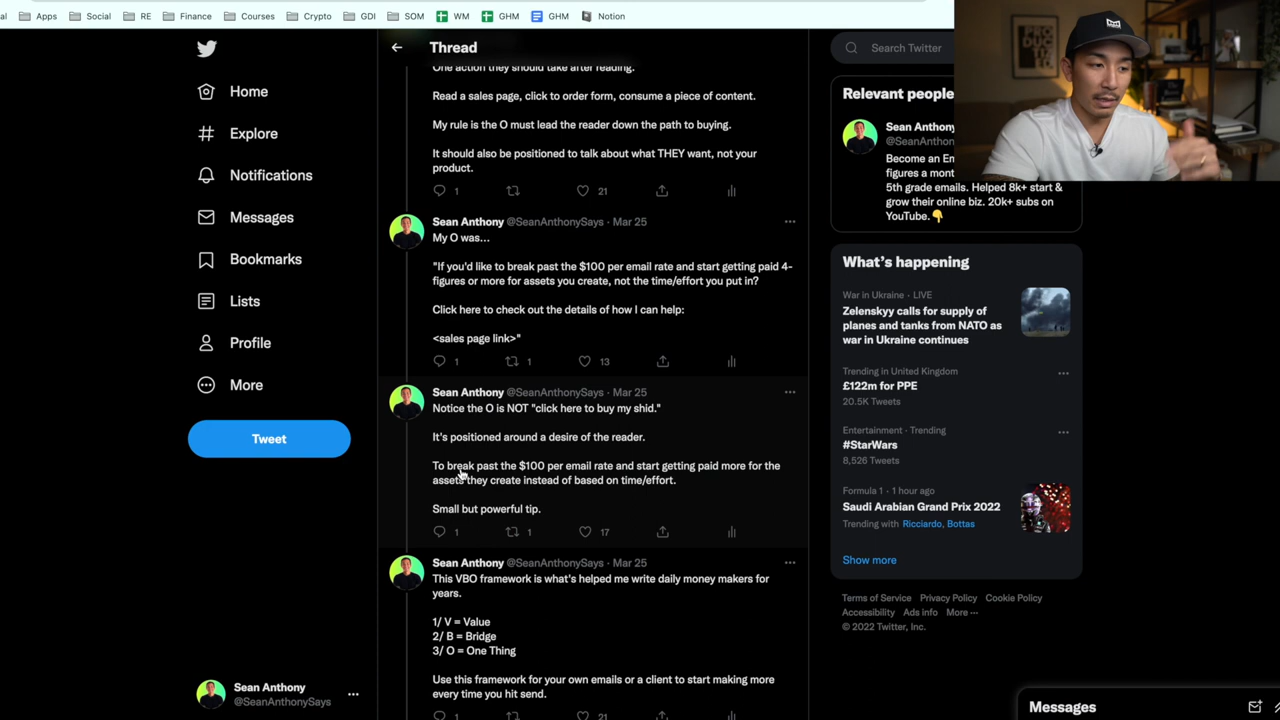 Apps
Social
RE
Finance
Courses
Crypto
GDI
SOM
WM
GHM
GHM
Notion
Home
Explore
Notifications
Messages
Bookmarks
Lists
Profile
More
Tweet
Sean Anthony
@SeanAnthonySays
Thread
One action they should take after reading.
Read a sales page, click to order form, consume a piece of content.
My rule is the O must lead the reader down the path to buying.
It should also be positioned to talk about what THEY want, not your
product.
1
21
Sean Anthony @SeanAnthonySays · Mar 25
My O was...
"If you'd like to break past the $100 per email rate and start getting paid 4-
figures or more for assets you create, not the time/effort you put in?
Click here to check out the details of how I can help:
<sales page link>"
1
1
13
Sean Anthony @SeanAnthonySays · Mar 25
Notice the O is NOT "click here to buy my shid."
It's positioned around a desire of the reader.
To break past the $100 per email rate and start getting paid more for the
assets they create instead of based on time/effort.
Small but powerful tip.
1
1
17
Sean Anthony @SeanAnthonySays · Mar 25
This VBO framework is what's helped me write daily money makers for
years.
1/ V = Value
2/ B = Bridge
3/ O = One Thing
Use this framework for your own emails or a client to start making more
every time you hit send.
1
21
Search Twitter
Relevant people
Sean Anthony
@SeanAnthony
Become an Em
figures a mont
5th grade emails. Helped 8k+ start &
grow their online biz. 20k+ subs on
YouTube.
What's happening
War in Ukraine · LIVE
Zelenskyy calls for supply of
planes and tanks from NATO as
war in Ukraine continues
Trending in United Kingdom
£122m for PPE
20.5K Tweets
Entertainment · Trending
#StarWars
8,526 Tweets
Formula 1 · 1 hour ago
Saudi Arabian Grand Prix 2022
Trending with Ricciardo, Bottas
Show more
Terms of Service Privacy Policy Cookie Policy
Accessibility Ads info More
© 2022 Twitter, Inc.
Messages